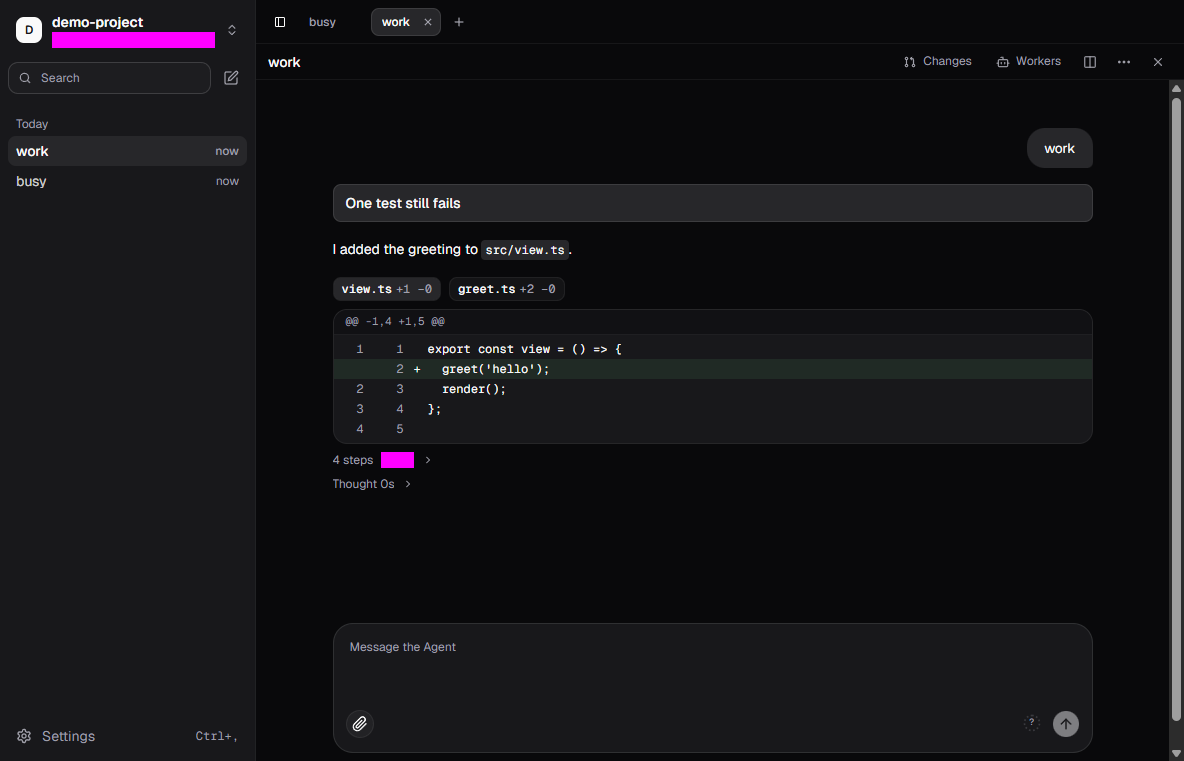 D
demo-project
Search
Today
work now
busy now
Settings Ctrl+,
busy work
work
Changes Workers
work
One test still fails
I added the greeting to src/view.ts.
view.ts +1 −0 greet.ts +2 −0
@@ -1,4 +1,5 @@
1 1 export const view = () => {
2 + greet('hello');
2 3 render();
3 4 };
4 5
4 steps
Thought 0s
Message the Agent
?